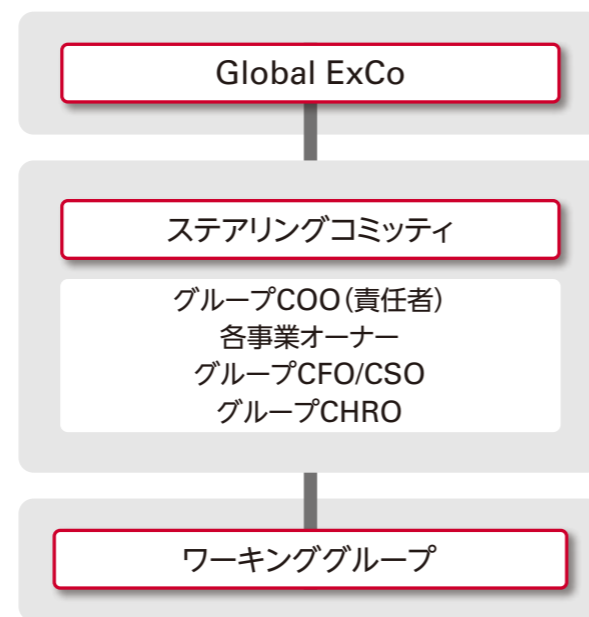 Global ExCo
ステアリングコミッティ
グループCOO(責任者)
各事業オーナー
グループCFO/CSO
グループCHRO
ワーキンググループ